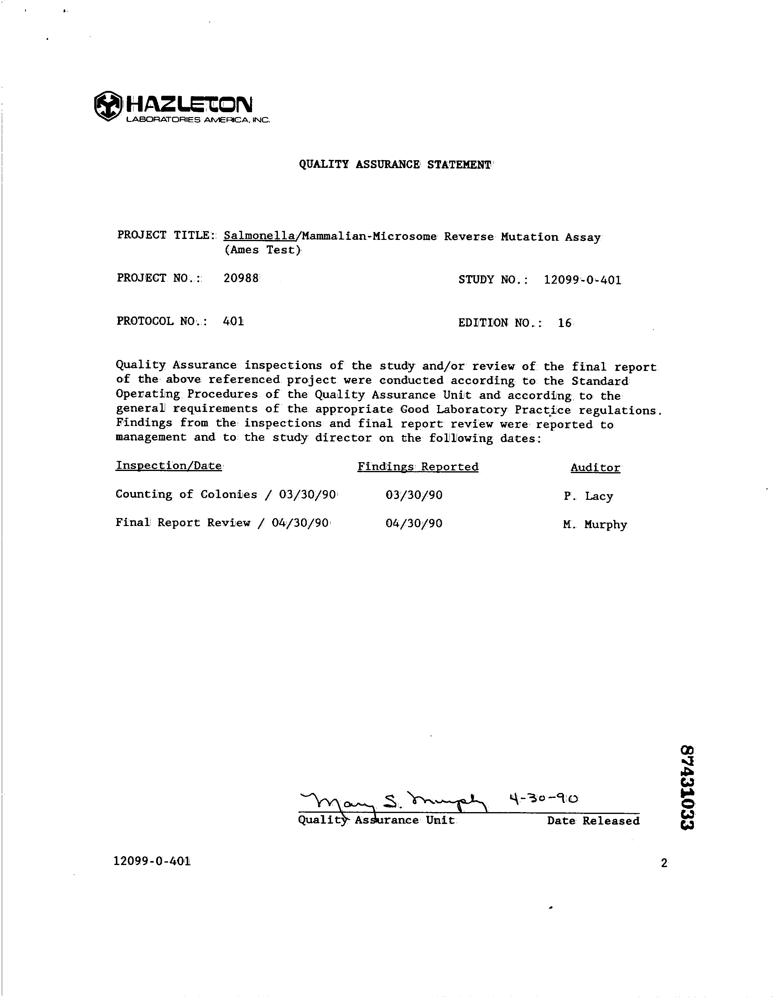 HAZLETON
LABORATORIES AMERICA, INC.
QUALITY ASSURANCE STATEMENT
PROJECT TITLE: Salmonella/Mammalian-Microsome Reverse Mutation Assay
(Ames Test)
PROJECT NO.: 20988 STUDY NO.: 12099-0-401
PROTOCOL NO.: 401 EDITION NO.: 16
Quality Assurance inspections of the study and/or review of the final report
of the above referenced project were conducted according to the Standard
Operating Procedures of the Quality Assurance Unit and according to the
general requirements of the appropriate Good Laboratory Practice regulations.
Findings from the inspections and final report review were reported to
management and to the study director on the following dates:
Inspection/Date Findings Reported Auditor
Counting of Colonies / 03/30/90 03/30/90 P. Lacy
Final Report Review / 04/30/90 04/30/90 M. Murphy
Mary S. Murphy 4-30-90
Quality Assurance Unit Date Released
87431033
12099-0-401 2